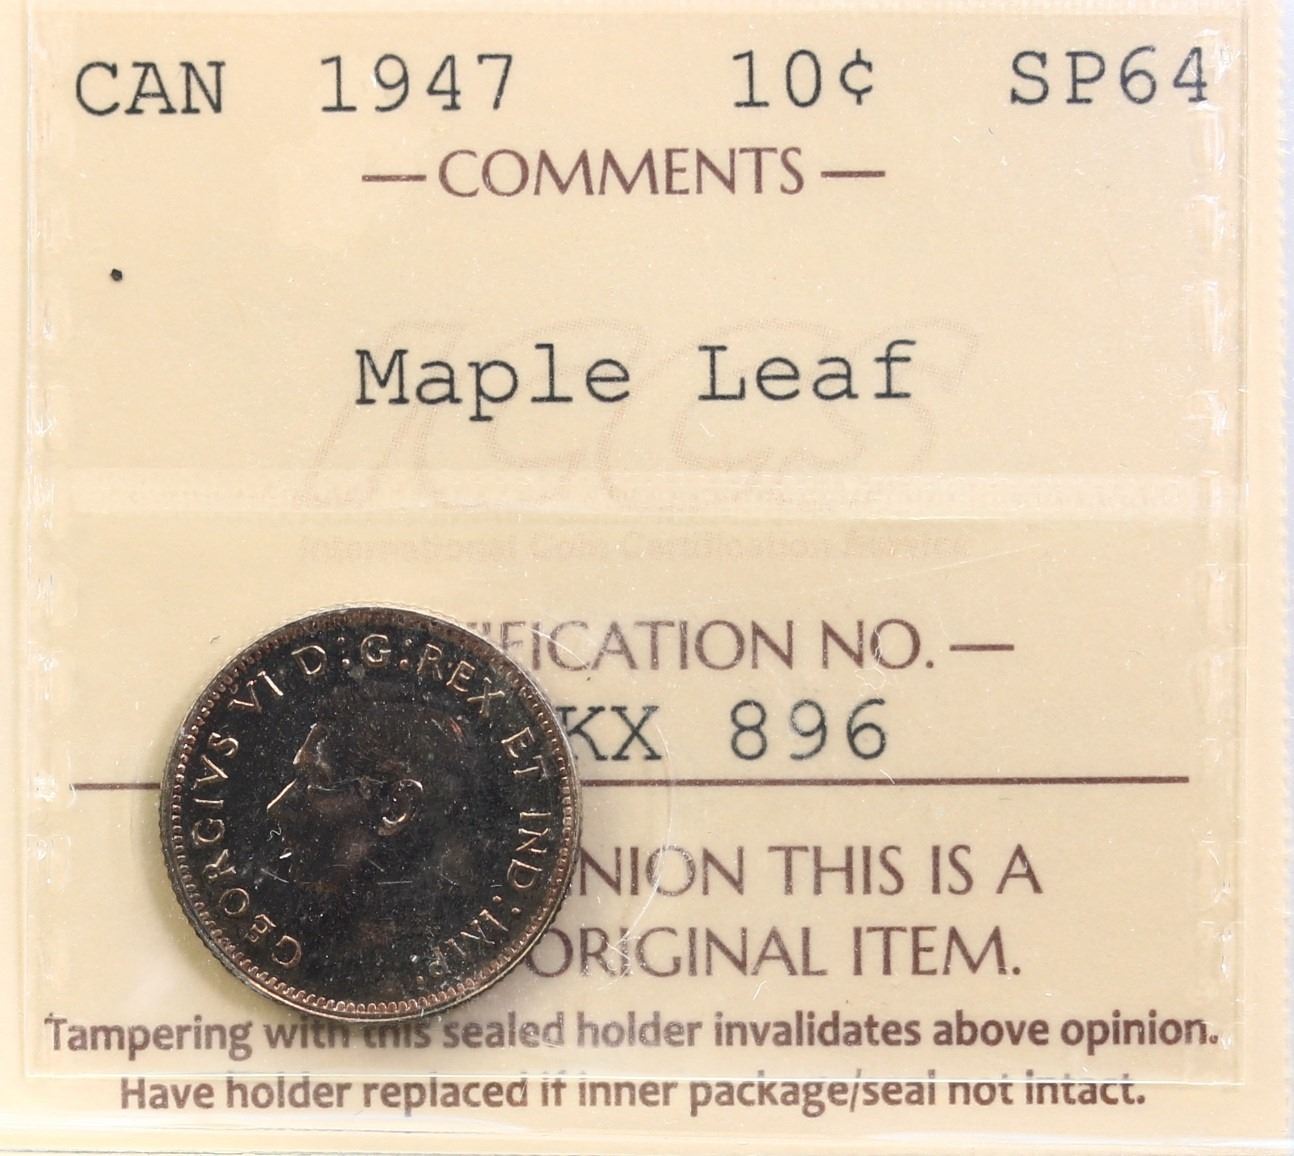 CAN 1947 10¢ SP64
— COMMENTS —
Maple Leaf
ICCS
International Coin Certification Service
FICATION NO. —
KX 896
NION THIS IS A
ORIGINAL ITEM.
Tampering with this sealed holder invalidates above opinion.
Have holder replaced if inner package/seal not intact.
GEORGIVS VI D:G:REX ET IND:IMP: